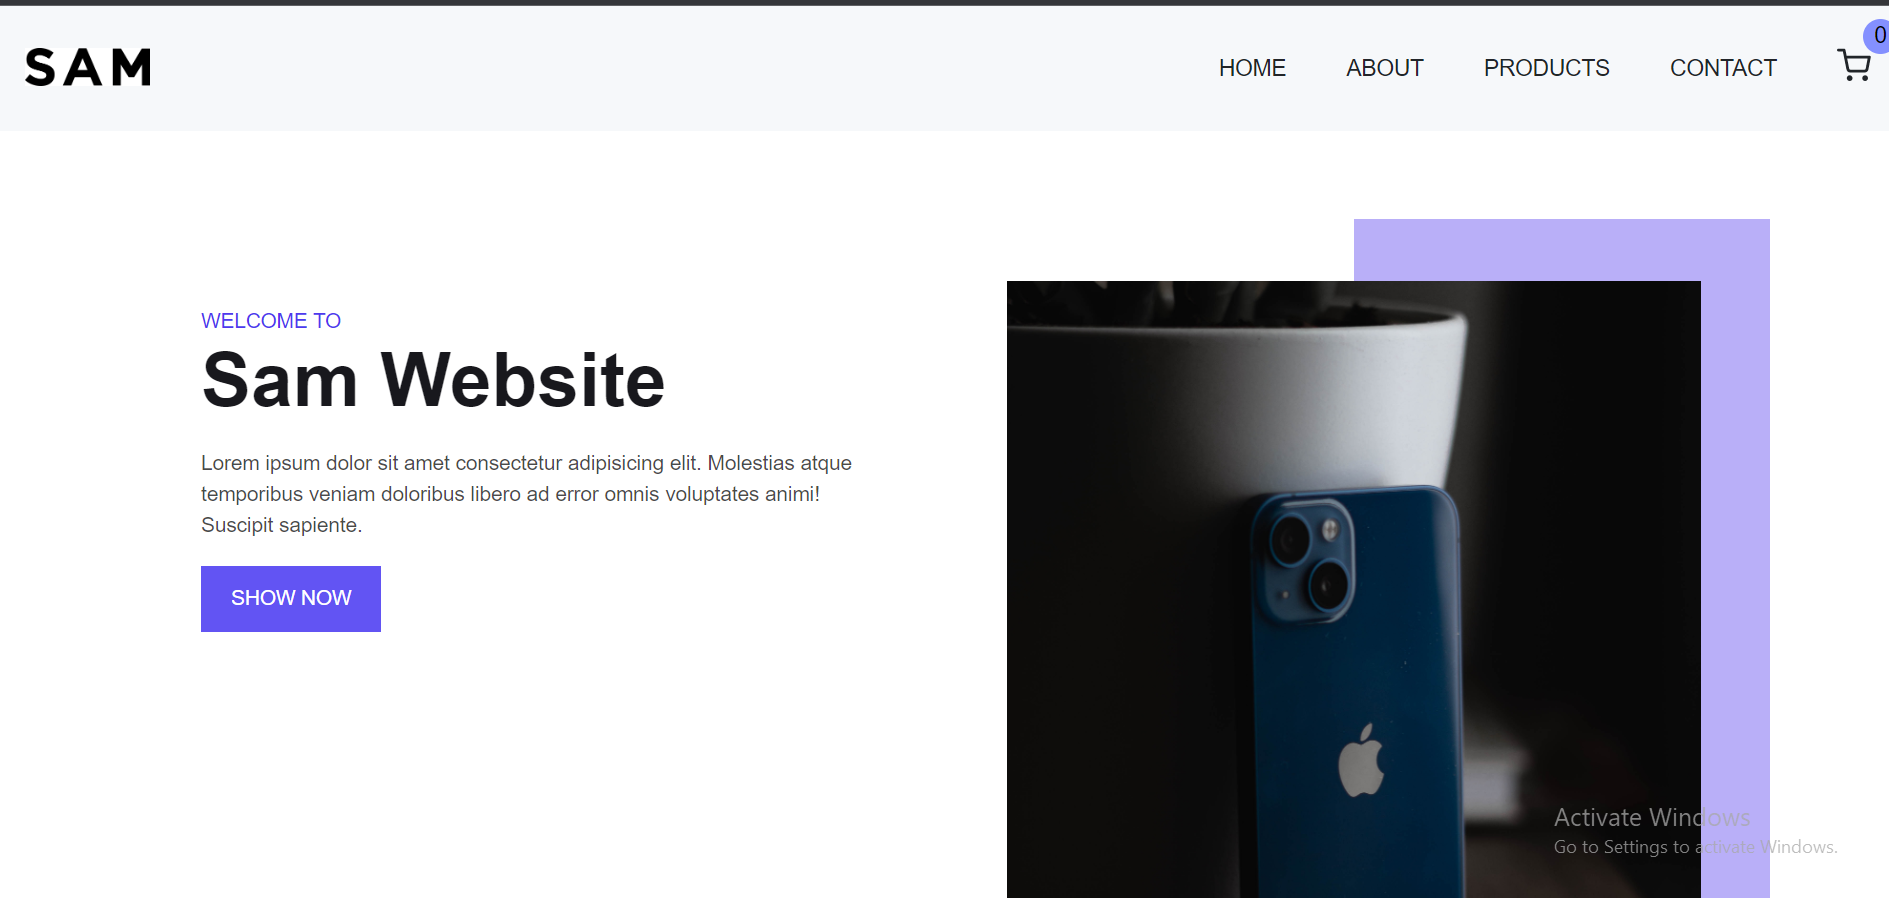 SAM
HOME ABOUT PRODUCTS CONTACT 0
WELCOME TO
Sam Website
Lorem ipsum dolor sit amet consectetur adipisicing elit. Molestias atque
temporibus veniam doloribus libero ad error omnis voluptates animi!
Suscipit sapiente.
SHOW NOW
Activate Windows
Go to Settings to activate Windows.